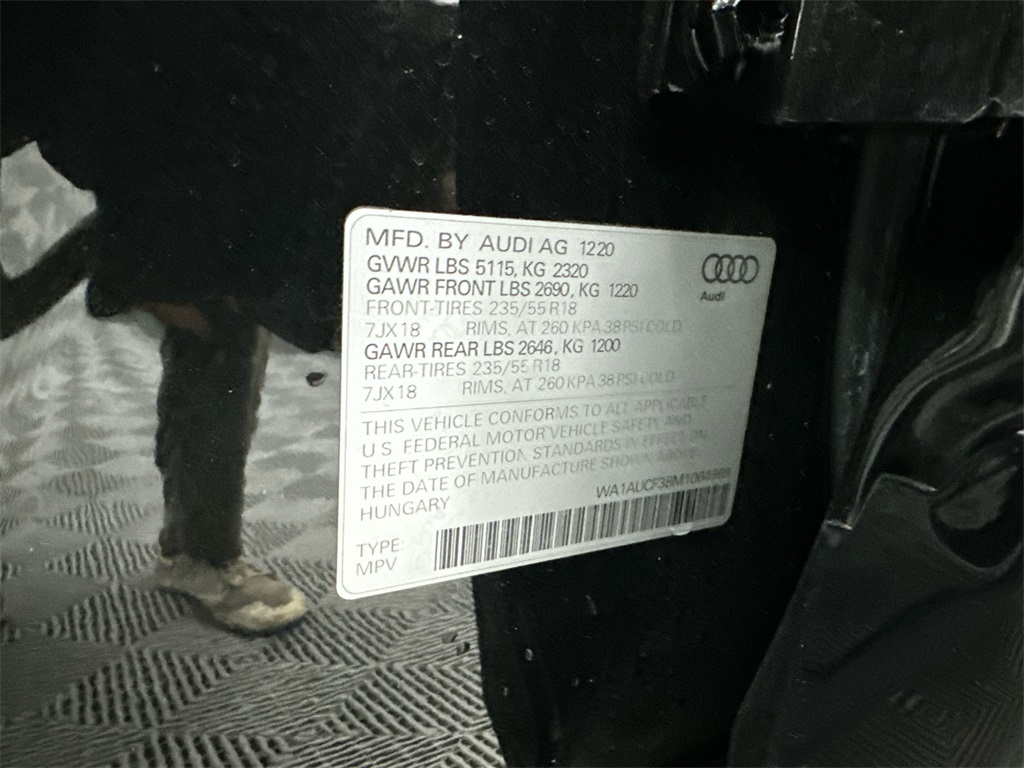 MFD. BY AUDI AG 1220
GVWR LBS 5115, KG 2320
GAWR FRONT LBS 2690, KG 1220
FRONT-TIRES 235/55 R18
7JX18 RIMS, AT 260 KPA 38 PSI COLD
GAWR REAR LBS 2646, KG 1200
REAR-TIRES 235/55 R18
7JX18 RIMS, AT 260 KPA 38 PSI COLD
Audi
THIS VEHICLE CONFORMS TO ALL APPLICABLE
U.S. FEDERAL MOTOR VEHICLE SAFETY AND
THEFT PREVENTION STANDARDS IN EFFECT ON
THE DATE OF MANUFACTURE SHOWN ABOVE
HUNGARY
TYPE
MPV